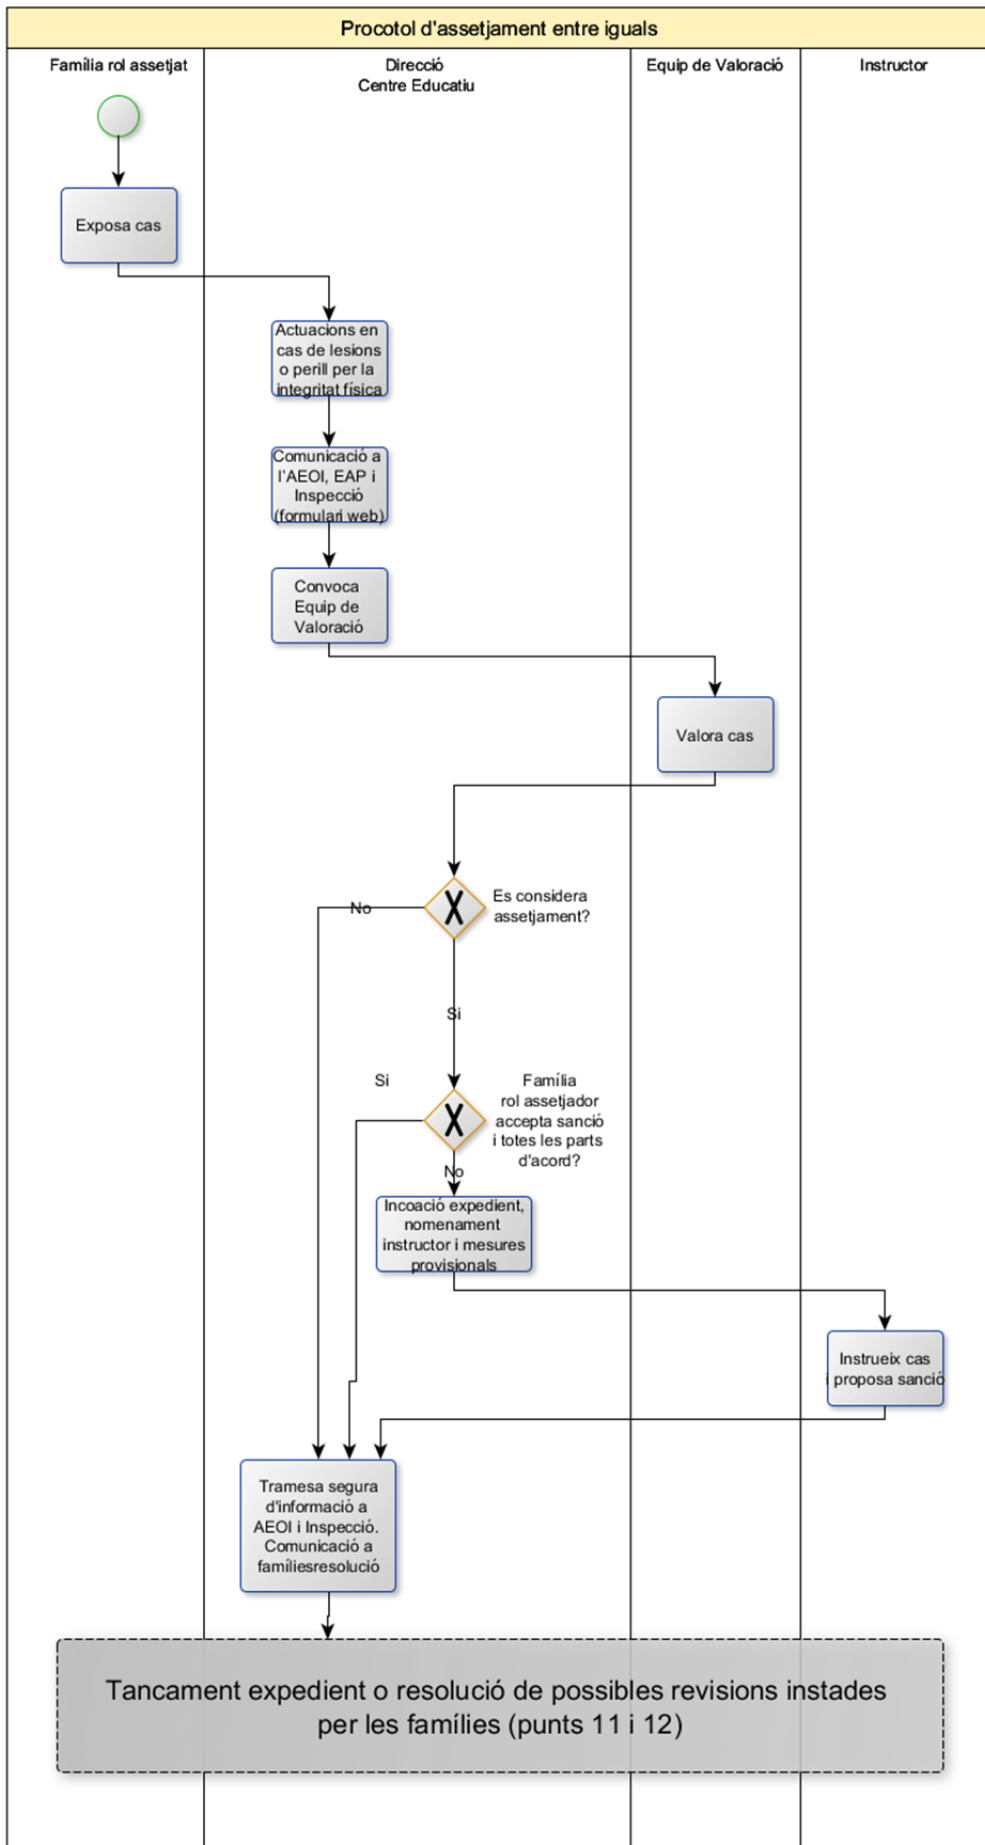 Procotol d'assetjament entre iguals
Família rol assetjat
Direcció
Centre Educatiu
Equip de Valoració
Instructor
Exposa cas
Actuacions en
cas de lesions
o perill per la
integritat física
Comunicació a
l'AEOI, EAP i
Inspecció
(formulari web)
Convoca
Equip de
Valoració
Valora cas
Es considera
assetjament?
No
Si
Si
Família
rol assetjador
accepta sanció
i totes les parts
d'acord?
No
Incoació expedient,
nomenament
instructor i mesures
provisionals
Instrueix cas
i proposa sanció
Tramesa segura
d'informació a
AEOI i Inspecció.
Comunicació a
famíliesresolució
Tancament expedient o resolució de possibles revisions instades
per les famílies (punts 11 i 12)